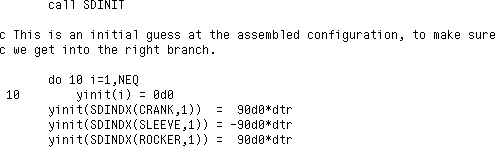 call SDINIT
c This is an initial guess at the assembled configuration, to make sure
c we get into the right branch.
do 10 i=1,NEQ
10 yinit(i) = 0d0
yinit(SDINDX(CRANK,1)) = 90d0*dtr
yinit(SDINDX(SLEEVE,1)) = -90d0*dtr
yinit(SDINDX(ROCKER,1)) = 90d0*dtr